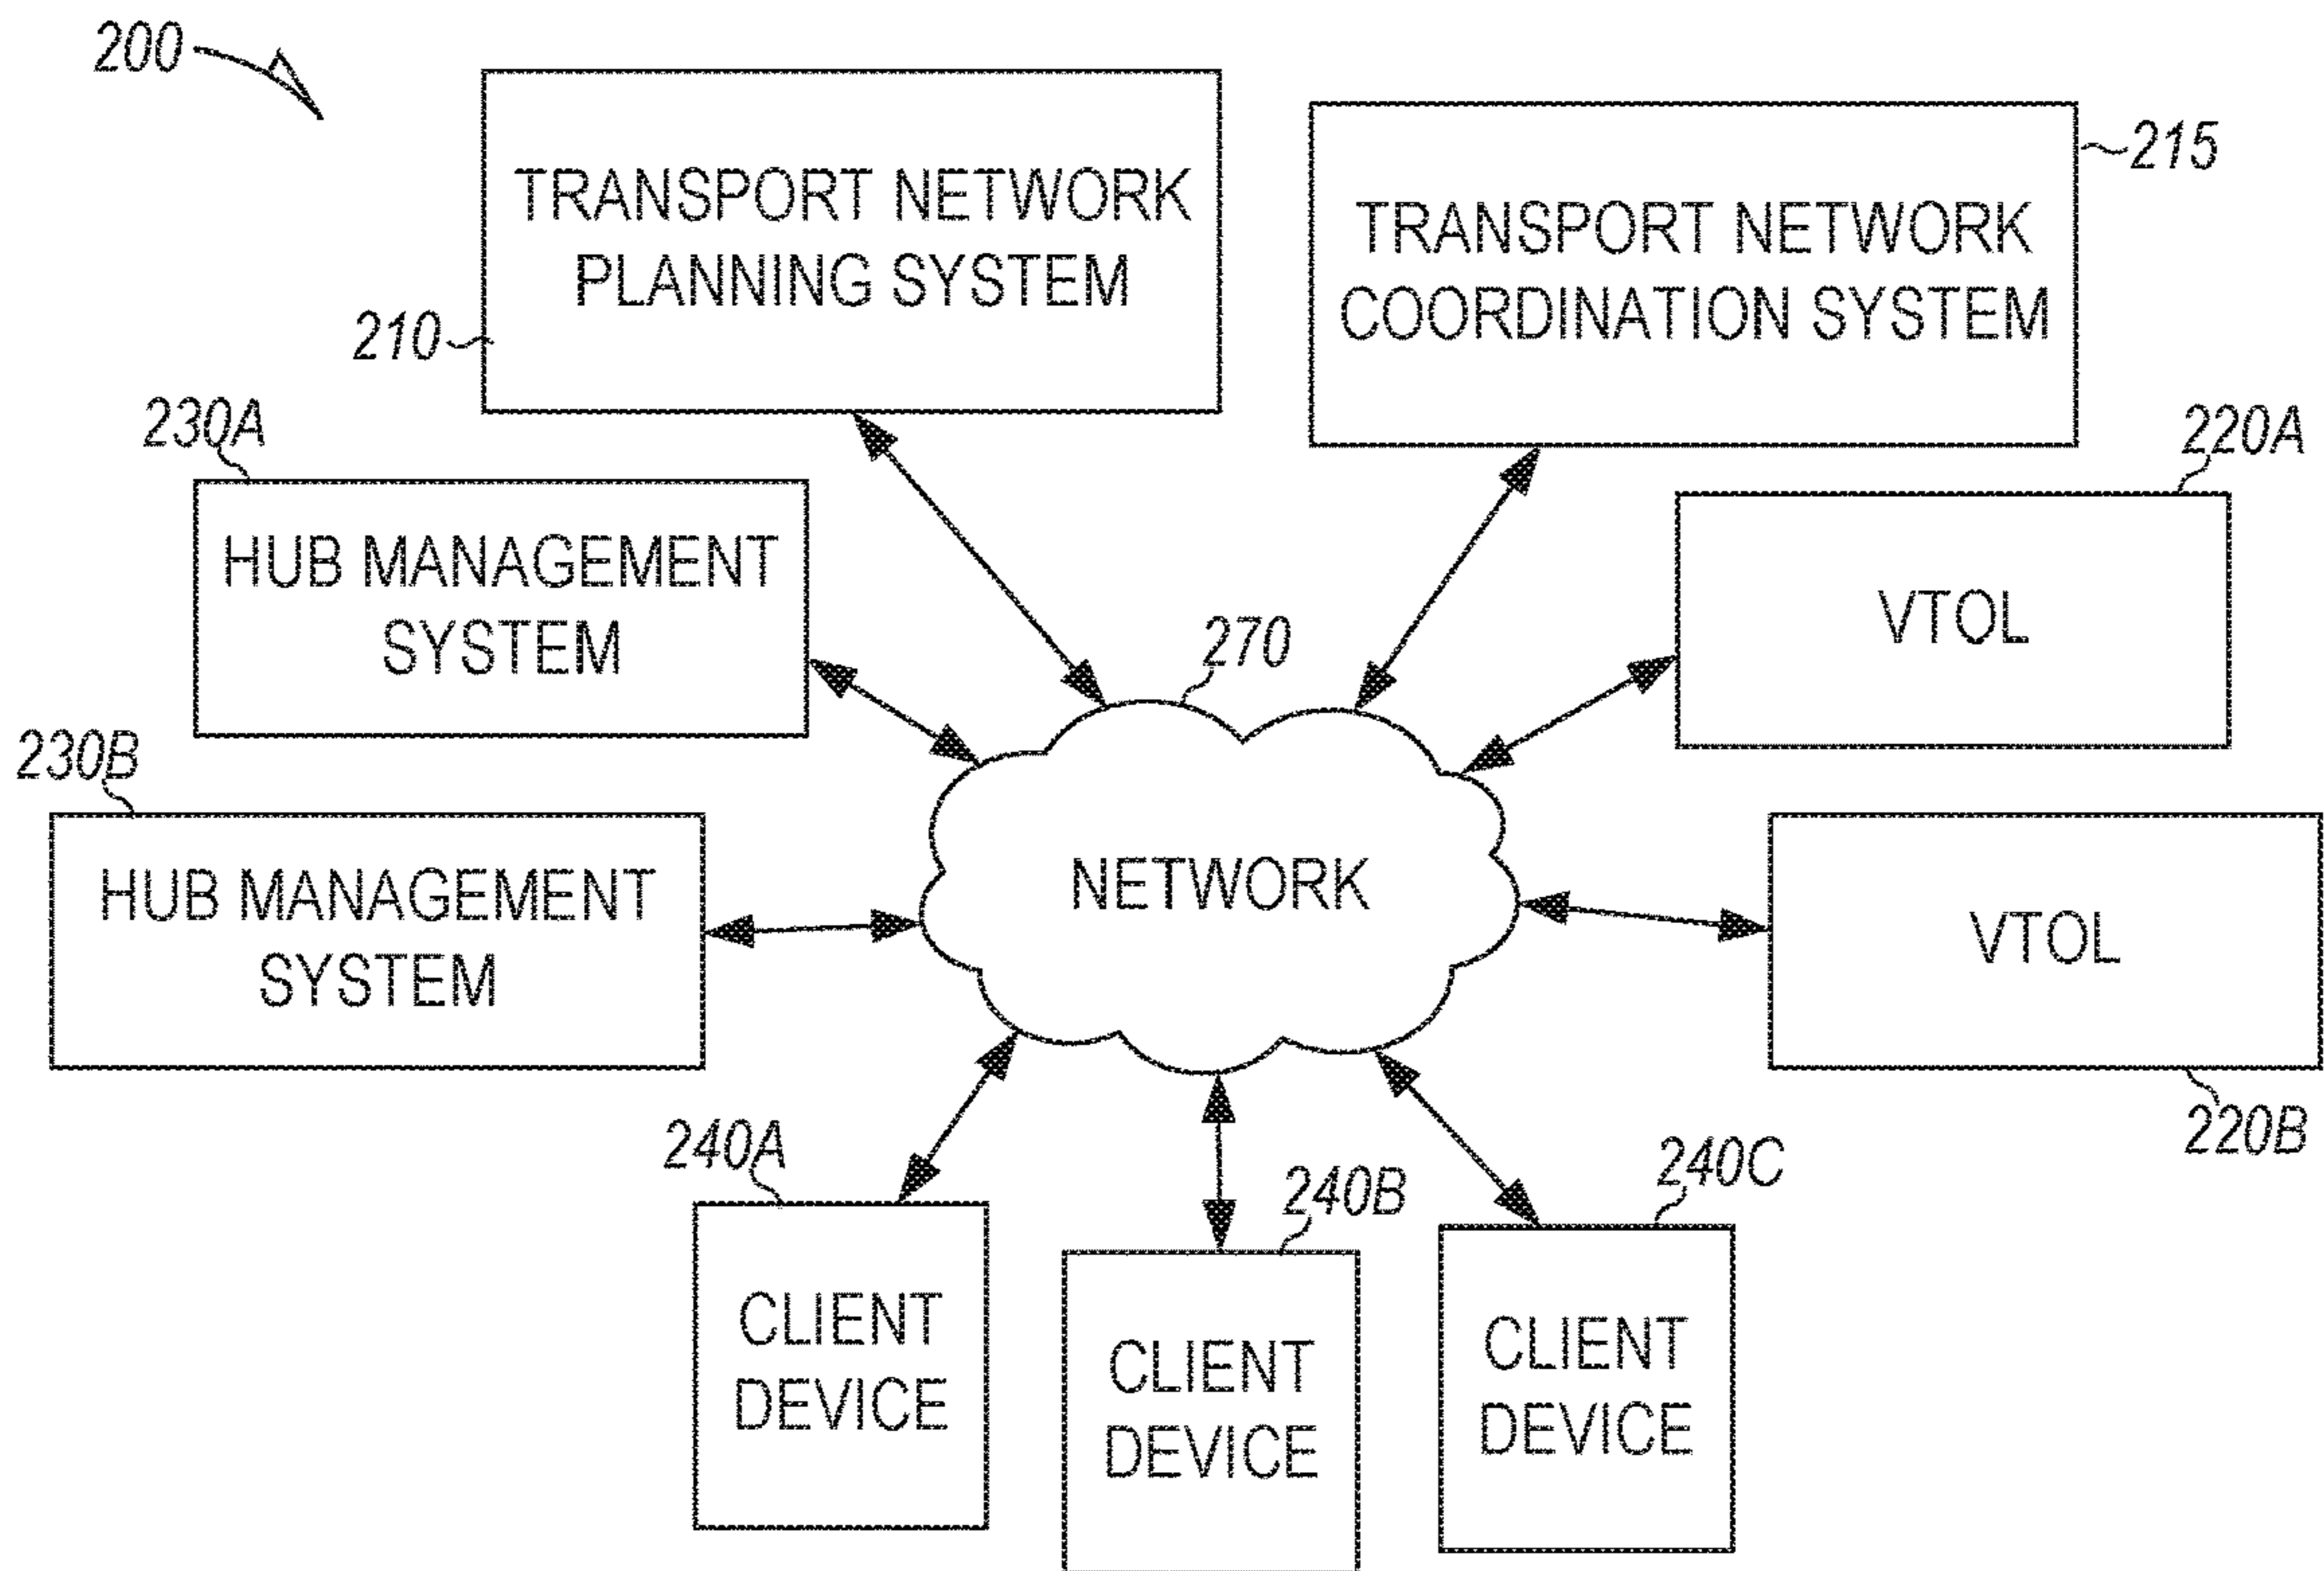 200
TRANSPORT NETWORK
PLANNING SYSTEM
210
TRANSPORT NETWORK
COORDINATION SYSTEM
215
230A
HUB MANAGEMENT
SYSTEM
220A
VTOL
270
230B
HUB MANAGEMENT
SYSTEM
NETWORK
VTOL
220B
240A
CLIENT
DEVICE
240B
CLIENT
DEVICE
240C
CLIENT
DEVICE